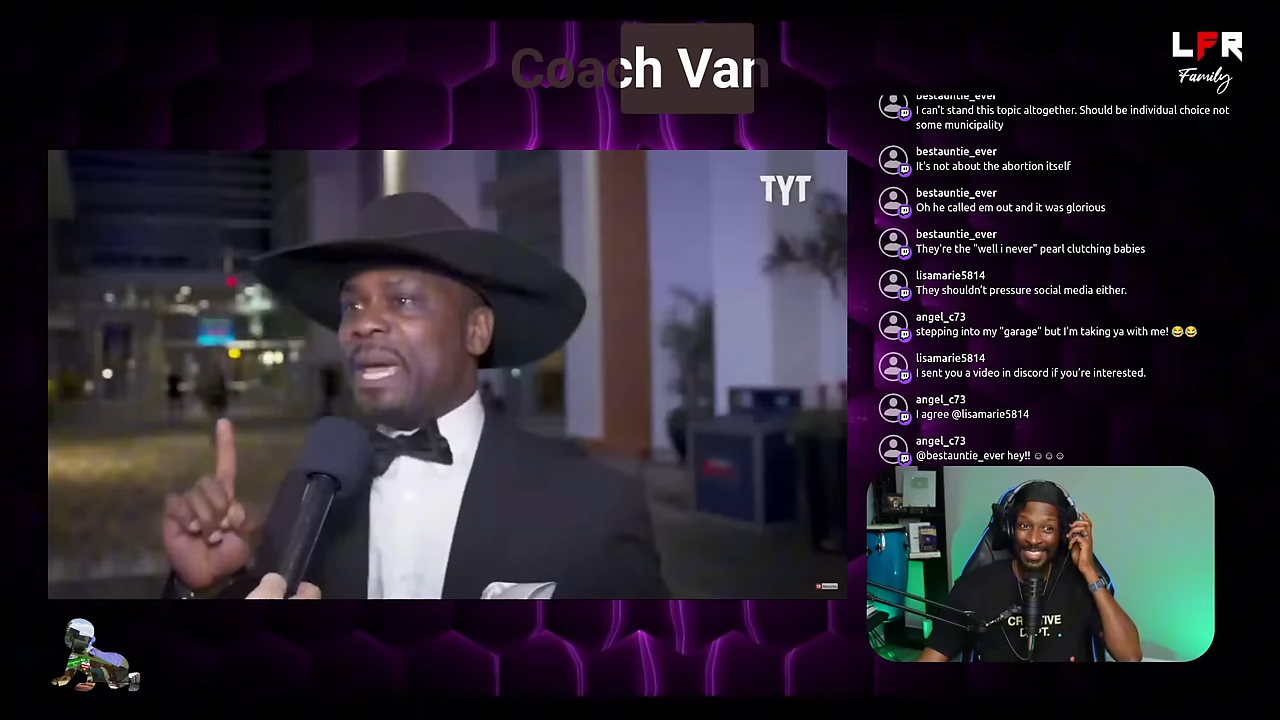 Coach Van
LFR
Family
TYT
bestauntie_ever
I can't stand this topic altogether. Should be individual choice not
some municipality
bestauntie_ever
It's not about the abortion itself
bestauntie_ever
Oh he called em out and it was glorious
bestauntie_ever
They're the "well i never" pearl clutching babies
lisamarie5814
They shouldn't pressure social media either.
angel_c73
stepping into my "garage" but I'm taking ya with me! 😂😂
lisamarie5814
I sent you a video in discord if you're interested.
angel_c73
I agree @lisamarie5814
angel_c73
@bestauntie_ever hey!! ☺☺☺
CREATIVE
DEPT.